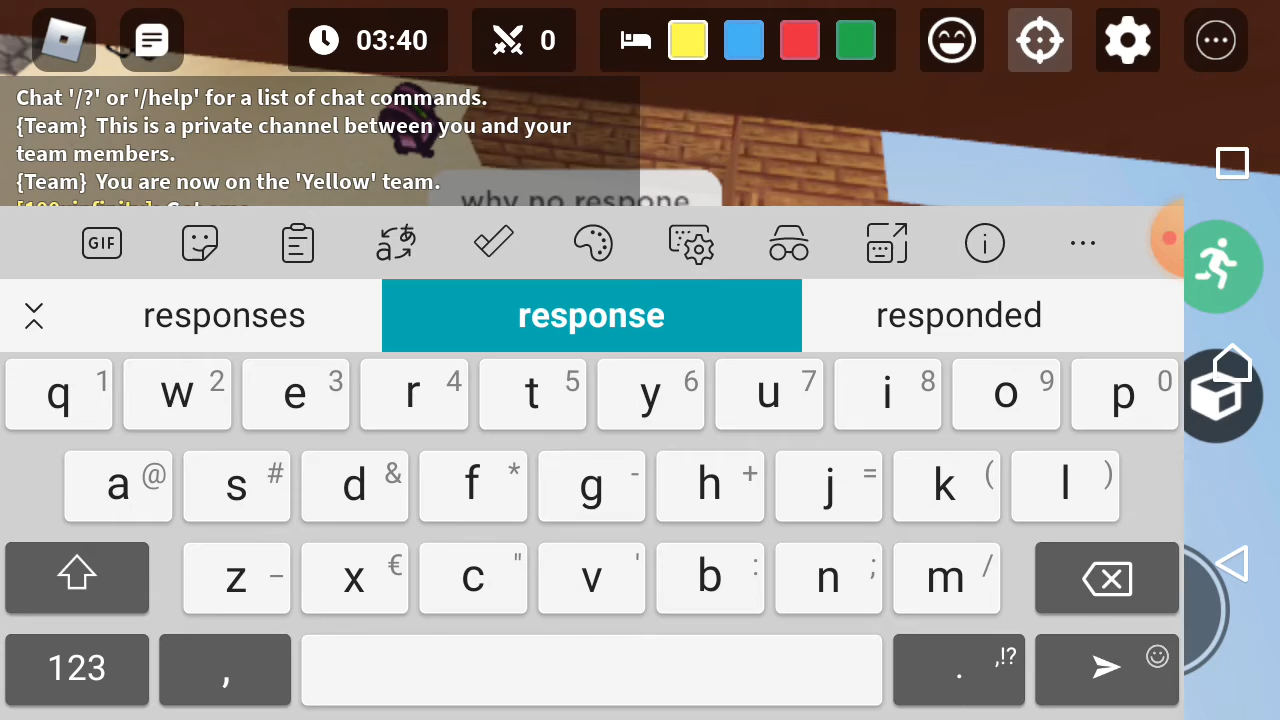 03:40
0
Chat '/?' or '/help' for a list of chat commands.
{Team} This is a private channel between you and your
team members.
{Team} You are now on the 'Yellow' team.
why no respone
GIF
responses response responded
q 1 w 2 e 3 r 4 t 5 y 6 u 7 i 8 o 9 p 0
a @ s # d & f * g - h + j = k ( l )
z _ x € c " v ' b : n ; m /
123 , . ,!?